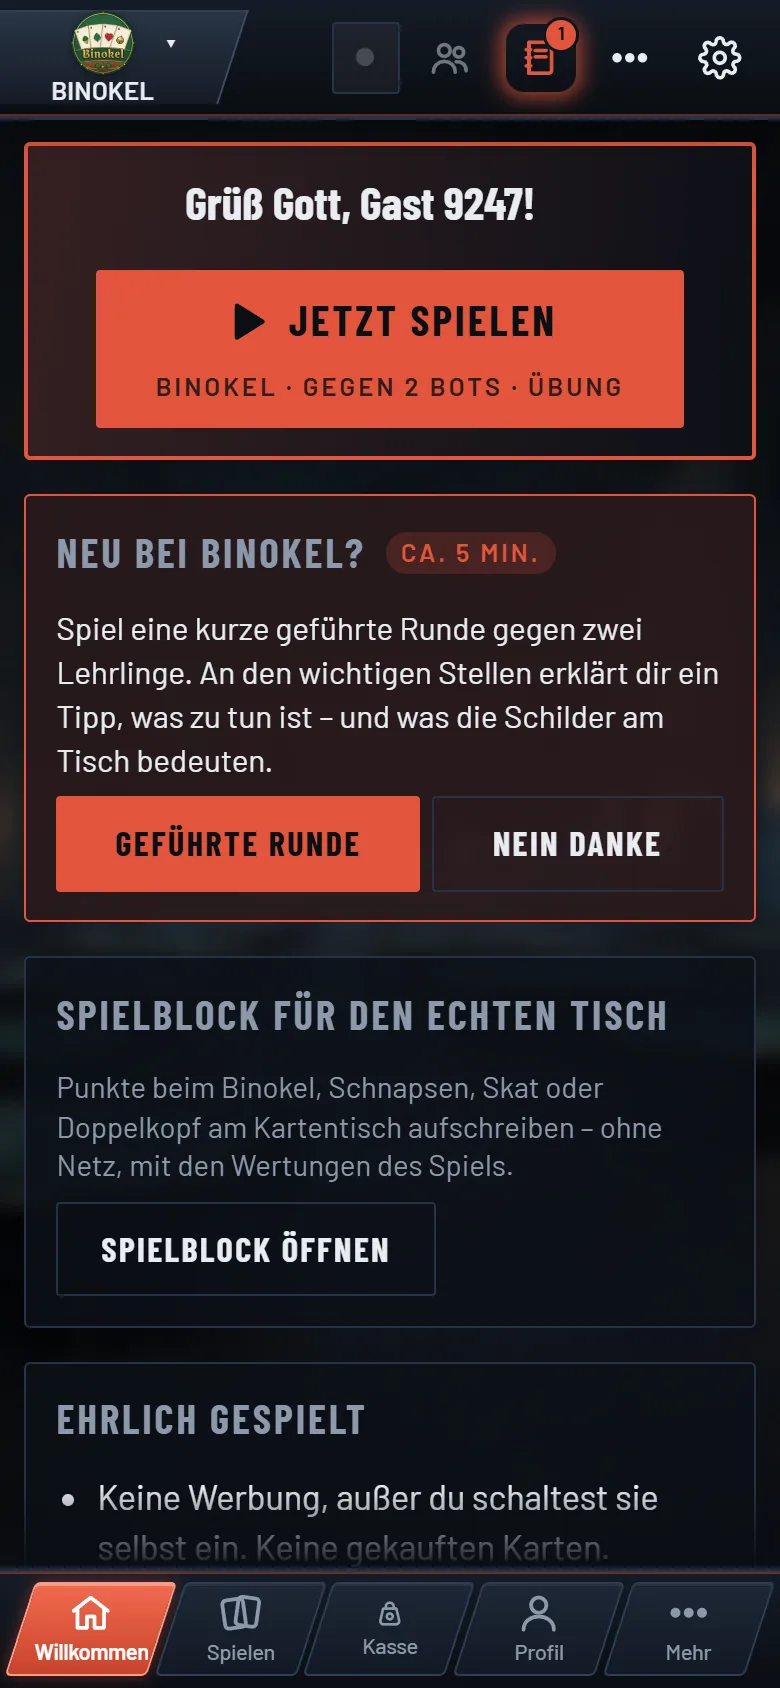 Binokel
BINOKEL
1
Grüß Gott, Gast 9247!
JETZT SPIELEN
BINOKEL · GEGEN 2 BOTS · ÜBUNG
NEU BEI BINOKEL? CA. 5 MIN.
Spiel eine kurze geführte Runde gegen zwei
Lehrlinge. An den wichtigen Stellen erklärt dir ein
Tipp, was zu tun ist – und was die Schilder am
Tisch bedeuten.
GEFÜHRTE RUNDE NEIN DANKE
SPIELBLOCK FÜR DEN ECHTEN TISCH
Punkte beim Binokel, Schnapsen, Skat oder
Doppelkopf am Kartentisch aufschreiben – ohne
Netz, mit den Wertungen des Spiels.
SPIELBLOCK ÖFFNEN
EHRLICH GESPIELT
• Keine Werbung, außer du schaltest sie
selbst ein. Keine gekauften Karten.
Willkommen Spielen Kasse Profil Mehr